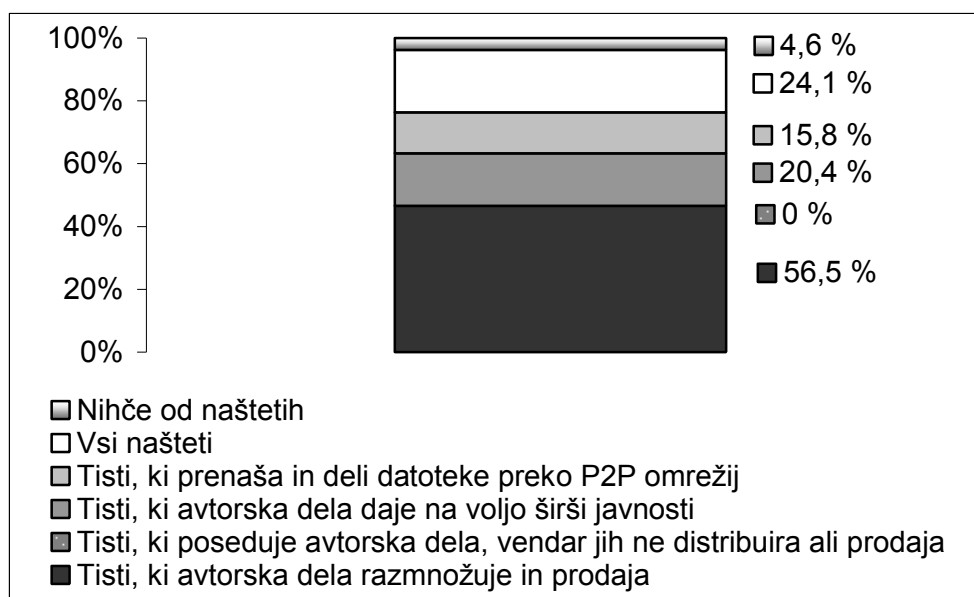 100%
80%
60%
40%
20%
0%
4,6 %
24,1 %
15,8 %
20,4 %
0 %
56,5 %
Nihče od naštetih
Vsi našteti
Tisti, ki prenaša in deli datoteke preko P2P omrežij
Tisti, ki avtorska dela daje na voljo širši javnosti
Tisti, ki poseduje avtorska dela, vendar jih ne distribuira ali prodaja
Tisti, ki avtorska dela razmnožuje in prodaja